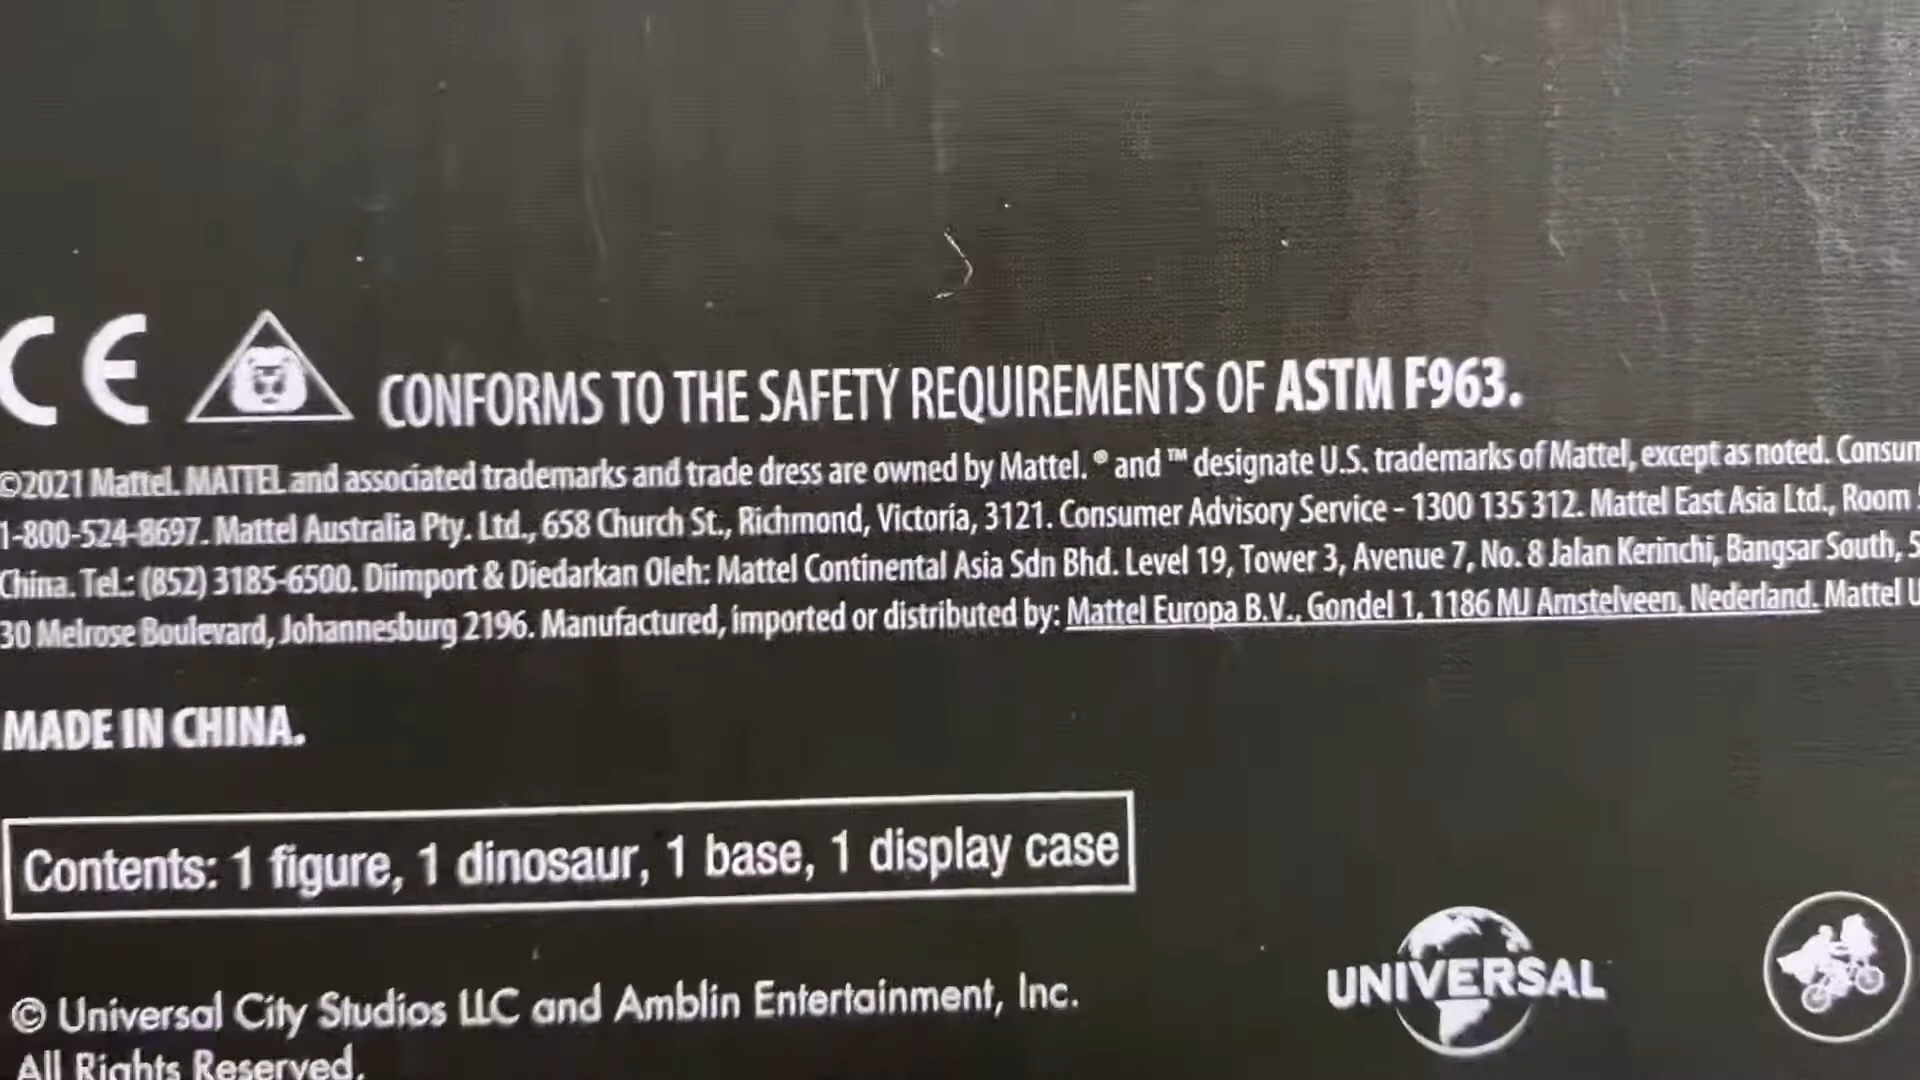 CE CONFORMS TO THE SAFETY REQUIREMENTS OF ASTM F963.
©2021 Mattel. MATTEL and associated trademarks and trade dress are owned by Mattel. ® and ™ designate U.S. trademarks of Mattel, except as noted. Consum
1-800-524-8697. Mattel Australia Pty. Ltd., 658 Church St., Richmond, Victoria, 3121. Consumer Advisory Service - 1300 135 312. Mattel East Asia Ltd., Room
China. Tel.: (852) 3185-6500. Diimport & Diedarkan Oleh: Mattel Continental Asia Sdn Bhd. Level 19, Tower 3, Avenue 7, No. 8 Jalan Kerinchi, Bangsar South, 5
30 Melrose Boulevard, Johannesburg 2196. Manufactured, imported or distributed by: Mattel Europa B.V., Gondel 1, 1186 MJ Amstelveen, Nederland. Mattel U
MADE IN CHINA.
Contents: 1 figure, 1 dinosaur, 1 base, 1 display case
UNIVERSAL
© Universal City Studios LLC and Amblin Entertainment, Inc.
All Rights Reserved.